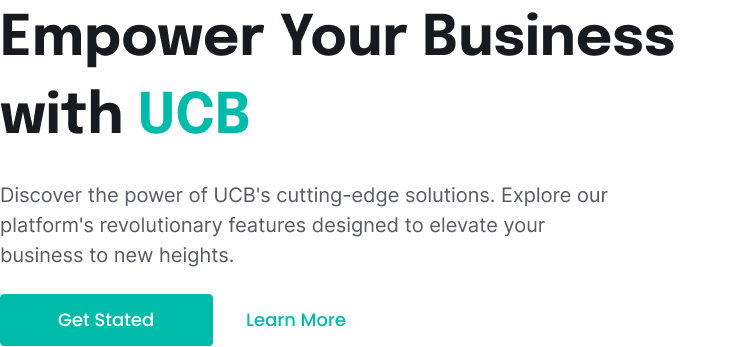 Empower Your Business
with UCB
Discover the power of UCB's cutting-edge solutions. Explore our
platform's revolutionary features designed to elevate your
business to new heights.
Get Stated
Learn More